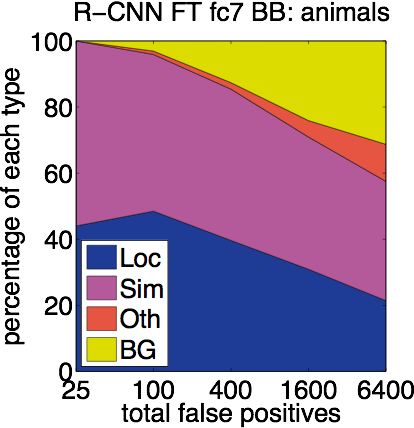 R-CNN FT fc7 BB: animals
percentage of each type
100
80
60
40
20
0
Loc
Sim
Oth
BG
25 100 400 1600 6400
total false positives